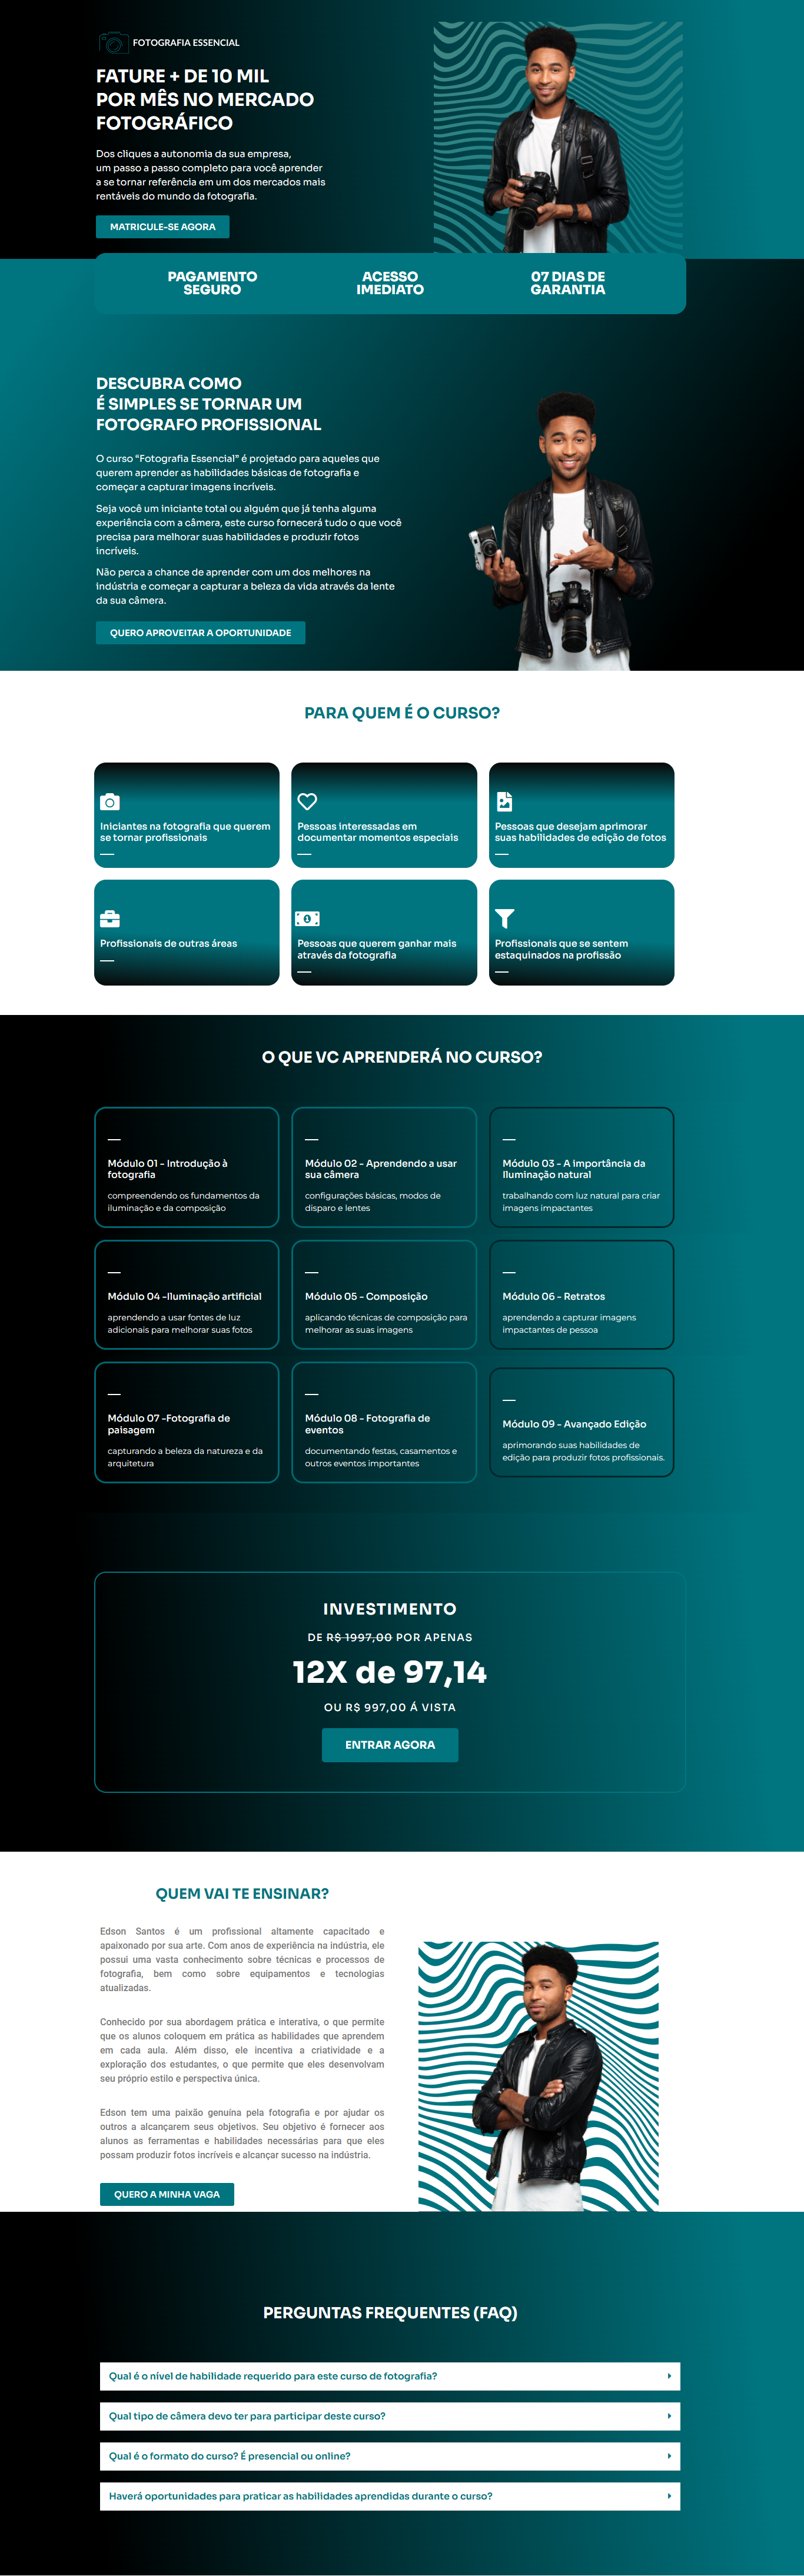 FOTOGRAFIA ESSENCIAL
FATURE + DE 10 MIL
POR MÊS NO MERCADO
FOTOGRÁFICO
Dos cliques a autonomia da sua empresa,
um passo a passo completo para você aprender
a se tornar referência em um dos mercados mais
rentáveis do mundo da fotografia.
MATRICULE-SE AGORA
PAGAMENTO
SEGURO
ACESSO
IMEDIATO
07 DIAS DE
GARANTIA
DESCUBRA COMO
É SIMPLES SE TORNAR UM
FOTOGRAFO PROFISSIONAL
O curso “Fotografia Essencial” é projetado para aqueles que
querem aprender as habilidades básicas de fotografia e
começar a capturar imagens incríveis.
Seja você um iniciante total ou alguém que já tenha alguma
experiência com a câmera, este curso fornecerá tudo o que você
precisa para melhorar suas habilidades e produzir fotos
incríveis.
Não perca a chance de aprender com um dos melhores na
indústria e começar a capturar a beleza da vida através da lente
da sua câmera.
QUERO APROVEITAR A OPORTUNIDADE
PARA QUEM É O CURSO?
Iniciantes na fotografia que querem
se tornar profissionais
Pessoas interessadas em
documentar momentos especiais
Pessoas que desejam aprimorar
suas habilidades de edição de fotos
Profissionais de outras áreas
Pessoas que querem ganhar mais
através da fotografia
Profissionais que se sentem
estaquinados na profissão
O QUE VC APRENDERÁ NO CURSO?
Módulo 01 - Introdução à
fotografia
compreendendo os fundamentos da
iluminação e da composição
Módulo 02 - Aprendendo a usar
sua câmera
configurações básicas, modos de
disparo e lentes
Módulo 03 - A importância da
Iluminação natural
trabalhando com luz natural para criar
imagens impactantes
Módulo 04 -Iluminação artificial
aprendendo a usar fontes de luz
adicionais para melhorar suas fotos
Módulo 05 - Composição
aplicando técnicas de composição para
melhorar as suas imagens
Módulo 06 - Retratos
aprendendo a capturar imagens
impactantes de pessoa
Módulo 07 -Fotografia de
paisagem
capturando a beleza da natureza e da
arquitetura
Módulo 08 - Fotografia de
eventos
documentando festas, casamentos e
outros eventos importantes
Módulo 09 - Avançado Edição
aprimorando suas habilidades de
edição para produzir fotos profissionais.
INVESTIMENTO
DE R$ 1997,00 POR APENAS
12X de 97,14
OU R$ 997,00 Á VISTA
ENTRAR AGORA
QUEM VAI TE ENSINAR?
Edson Santos é um profissional altamente capacitado e
apaixonado por sua arte. Com anos de experiência na indústria, ele
possui uma vasta conhecimento sobre técnicas e processos de
fotografia, bem como sobre equipamentos e tecnologias
atualizadas.
Conhecido por sua abordagem prática e interativa, o que permite
que os alunos coloquem em prática as habilidades que aprendem
em cada aula. Além disso, ele incentiva a criatividade e a
exploração dos estudantes, o que permite que eles desenvolvam
seu próprio estilo e perspectiva única.
Edson tem uma paixão genuína pela fotografia e por ajudar os
outros a alcançarem seus objetivos. Seu objetivo é fornecer aos
alunos as ferramentas e habilidades necessárias para que eles
possam produzir fotos incríveis e alcançar sucesso na indústria.
QUERO A MINHA VAGA
PERGUNTAS FREQUENTES (FAQ)
Qual é o nível de habilidade requerido para este curso de fotografia?
Qual tipo de câmera devo ter para participar deste curso?
Qual é o formato do curso? É presencial ou online?
Haverá oportunidades para praticar as habilidades aprendidas durante o curso?